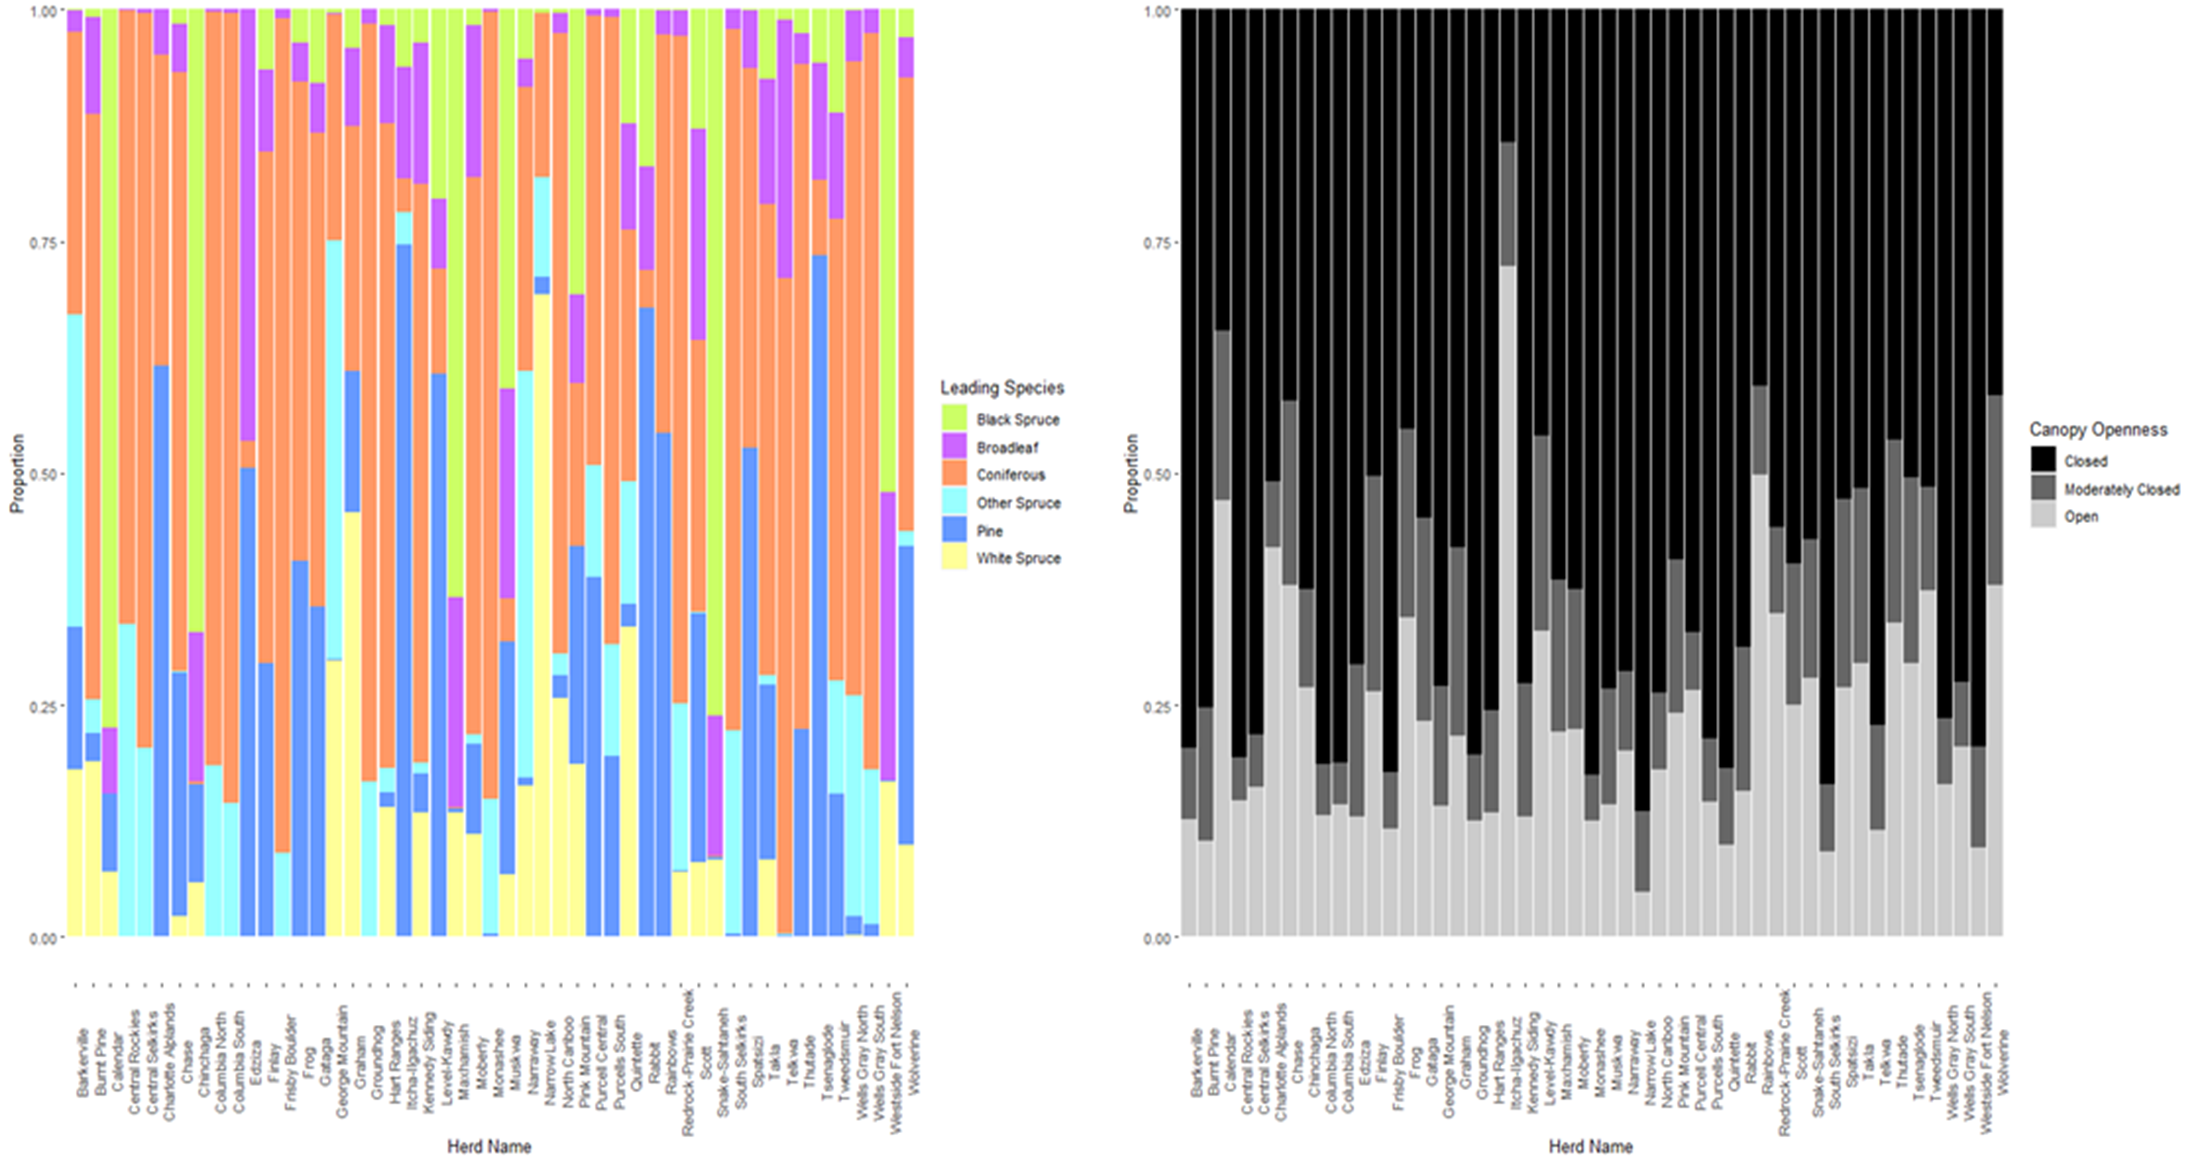 1.00
0.75
0.50
0.25
0.00
Proportion
Barkerville
Burnt Pine
Calendar
Central Rockies
Central Selkirks
Charlotte Alplands
Chase
Chinchaga
Columbia North
Columbia South
Edziza
Finlay
Frisby Boulder
Frog
Gataga
George Mountain
Graham
Groundhog
Hart Ranges
Itcha-Ilgachuz
Kennedy Siding
Level-Kawdy
Maxhamish
Moberly
Monashee
Muskwa
Narraway
Narrow Lake
North Cariboo
Pink Mountain
Purcell Central
Purcells South
Quintette
Rabbit
Rainbows
Redrock-Prairie Creek
Scott
Snake-Sahtaneh
South Selkirks
Spatsizi
Takla
Telkwa
Thutade
Tsenaglode
Tweedsmuir
Wells Gray North
Wells Gray South
Westside Fort Nelson
Wolverine
Herd Name
Leading Species
Black Spruce
Broadleaf
Coniferous
Other Spruce
Pine
White Spruce
1.00
0.75
0.50
0.25
0.00
Proportion
Barkerville
Burnt Pine
Calendar
Central Rockies
Central Selkirks
Charlotte Alplands
Chase
Chinchaga
Columbia North
Columbia South
Edziza
Finlay
Frisby Boulder
Frog
Gataga
George Mountain
Graham
Groundhog
Hart Ranges
Itcha-Ilgachuz
Kennedy Siding
Level-Kawdy
Maxhamish
Moberly
Monashee
Muskwa
Narraway
Narrow Lake
North Cariboo
Pink Mountain
Purcell Central
Purcells South
Quintette
Rabbit
Rainbows
Redrock-Prairie Creek
Scott
Snake-Sahtaneh
South Selkirks
Spatsizi
Takla
Telkwa
Thutade
Tsenaglode
Tweedsmuir
Wells Gray North
Wells Gray South
Westside Fort Nelson
Wolverine
Herd Name
Canopy Openness
Closed
Moderately Closed
Open